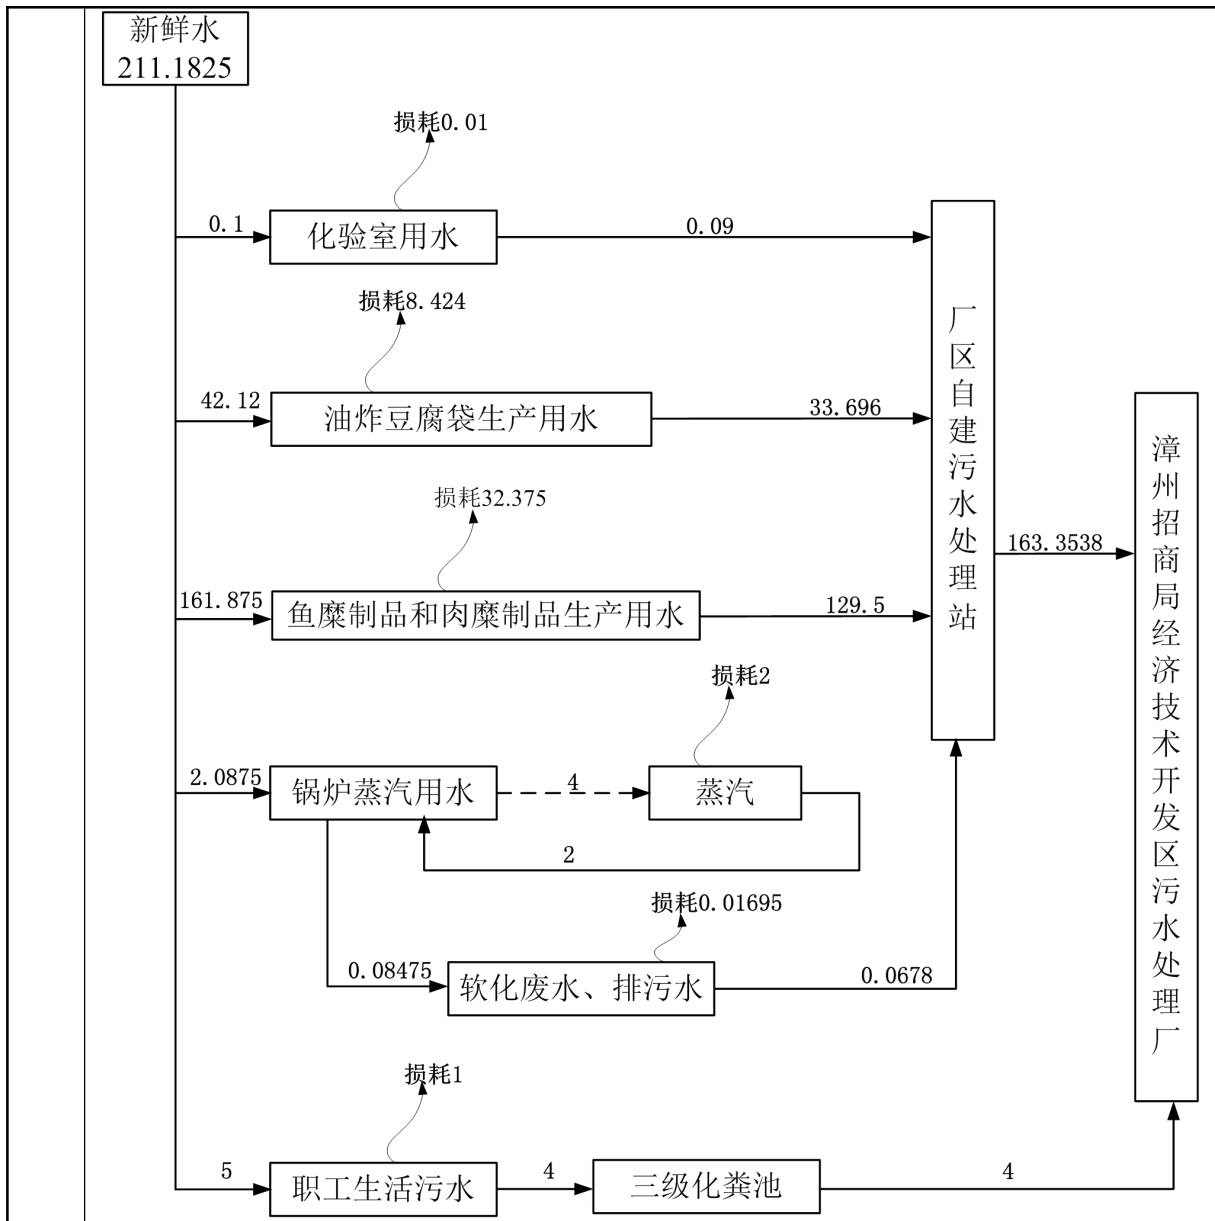 新鲜水
211.1825
损耗0.01
0.1
化验室用水
0.09
损耗8.424
42.12
油炸豆腐袋生产用水
33.696
损耗32.375
161.875
鱼糜制品和肉糜制品生产用水
129.5
厂区自建污水处理站
163.3538
漳州招商局经济技术开发区污水处理厂
损耗2
2.0875
锅炉蒸汽用水
4
蒸汽
2
损耗0.01695
0.08475
软化废水、排污水
0.0678
损耗1
5
职工生活污水
4
三级化粪池
4